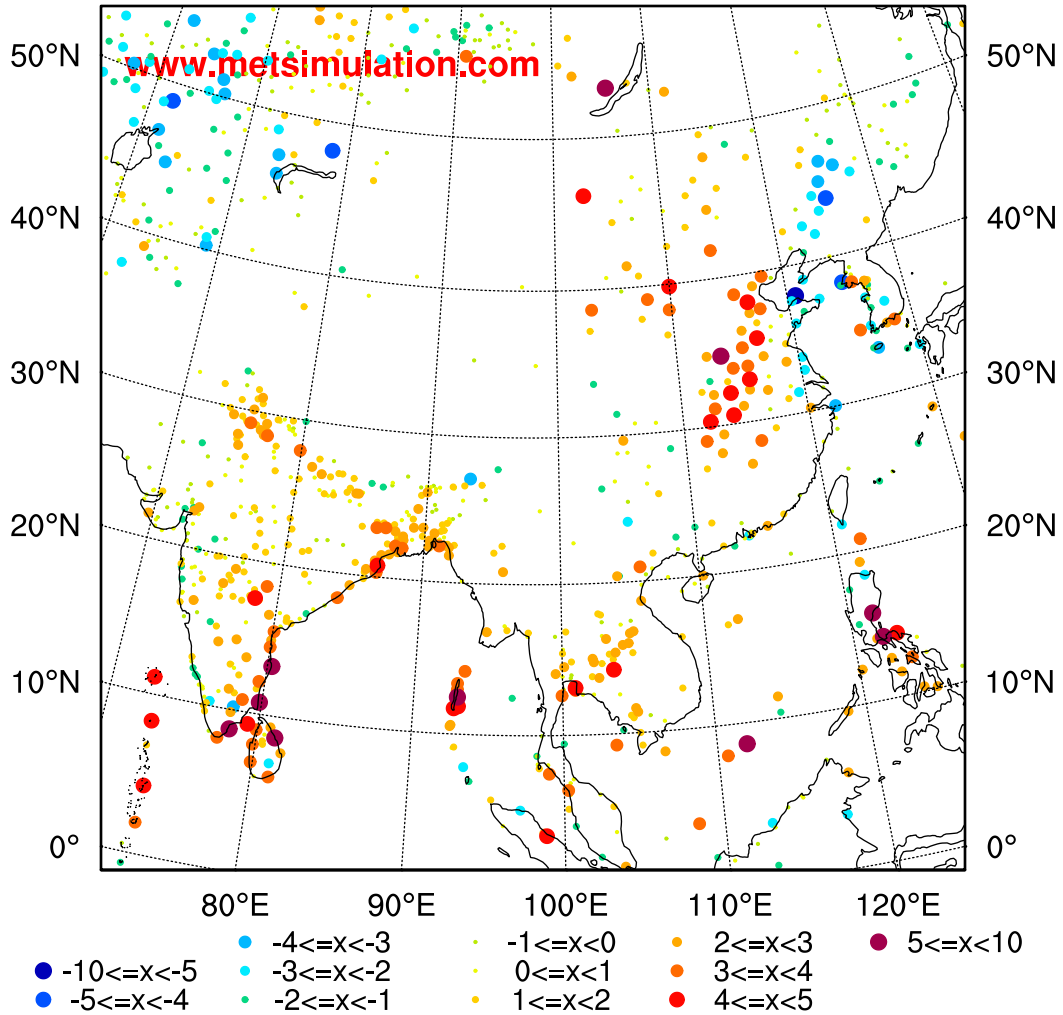 50°N 50°N
www.metsimulation.com
40°N 40°N
30°N 30°N
20°N 20°N
10°N 10°N
0° 0°
80°E 90°E 100°E 110°E 120°E
-4<=x<-3 -1<=x<0 2<=x<3 5<=x<10
-10<=x<-5 -3<=x<-2 0<=x<1 3<=x<4
-5<=x<-4 -2<=x<-1 1<=x<2 4<=x<5